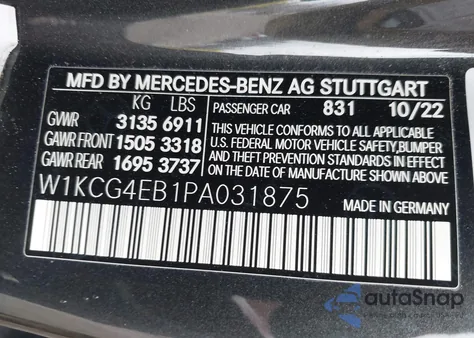 MFD BY MERCEDES-BENZ AG STUTTGART
KG LBS PASSENGER CAR 831 10/22
GVWR 3135 6911
GAWR FRONT 1505 3318
GAWR REAR 1695 3737
THIS VEHICLE CONFORMS TO ALL APPLICABLE
U.S. FEDERAL MOTOR VEHICLE SAFETY,BUMPER
AND THEFT PREVENTION STANDARDS IN EFFECT
ON THE DATE OF MANUFACTURE SHOWN ABOVE
W1KCG4EB1PA031875
MADE IN GERMANY
autoSnap